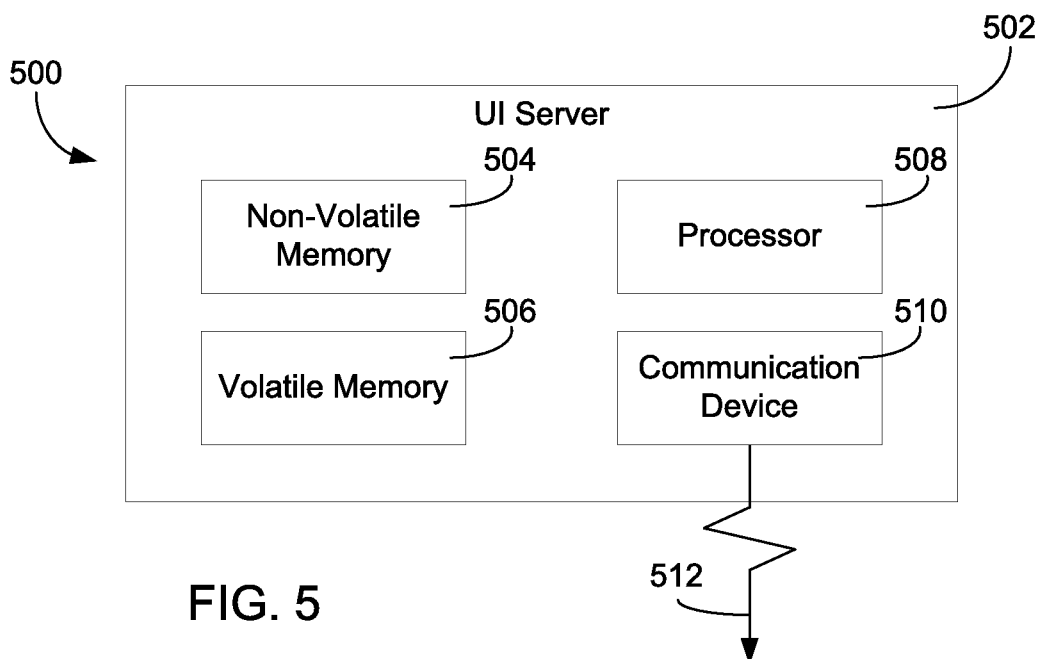 502
500
UI Server
504
508
Non-Volatile
Memory
Processor
506
510
Volatile Memory
Communication
Device
512
FIG. 5